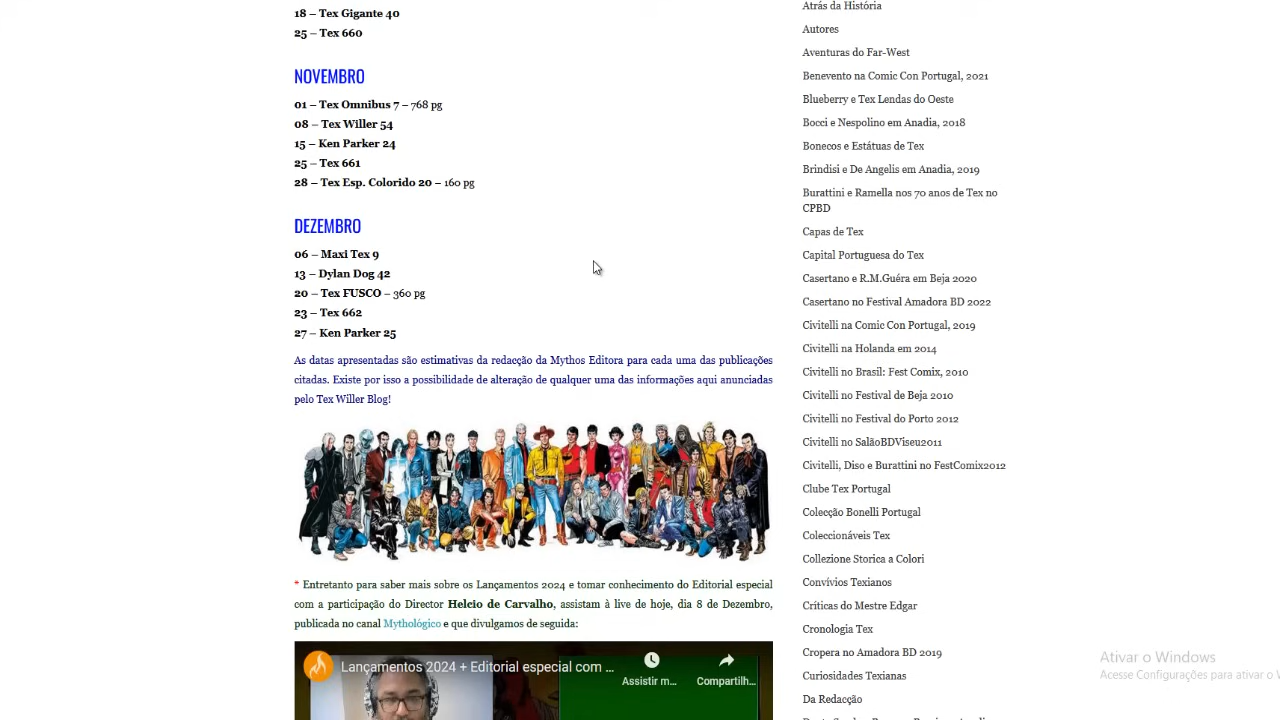 18 – Tex Gigante 40
25 – Tex 660
NOVEMBRO
01 – Tex Omnibus 7 – 768 pg
08 – Tex Willer 54
15 – Ken Parker 24
25 – Tex 661
28 – Tex Esp. Colorido 20 – 160 pg
DEZEMBRO
06 – Maxi Tex 9
13 – Dylan Dog 42
20 – Tex FUSCO – 360 pg
23 – Tex 662
27 – Ken Parker 25
As datas apresentadas são estimativas da redacção da Mythos Editora para cada uma das publicações
citadas. Existe por isso a possibilidade de alteração de qualquer uma das informações aqui anunciadas
pelo Tex Willer Blog!
* Entretanto para saber mais sobre os Lançamentos 2024 e tomar conhecimento do Editorial especial
com a participação do Director Helcio de Carvalho, assistam à live de hoje, dia 8 de Dezembro,
publicada no canal Mythológico e que divulgamos de seguida:
Lançamentos 2024 + Editorial especial com ...
Assistir m...
Compartilh...
Atrás da História
Autores
Aventuras do Far-West
Benevento na Comic Con Portugal, 2021
Blueberry e Tex Lendas do Oeste
Bocci e Nespolino em Anadia, 2018
Bonecos e Estátuas de Tex
Brindisi e De Angelis em Anadia, 2019
Burattini e Ramella nos 70 anos de Tex no
CPBD
Capas de Tex
Capital Portuguesa do Tex
Casertano e R.M.Guéra em Beja 2020
Casertano no Festival Amadora BD 2022
Civitelli na Comic Con Portugal, 2019
Civitelli na Holanda em 2014
Civitelli no Brasil: Fest Comix, 2010
Civitelli no Festival de Beja 2010
Civitelli no Festival do Porto 2012
Civitelli no SalãoBDViseu2011
Civitelli, Diso e Burattini no FestComix2012
Clube Tex Portugal
Colecção Bonelli Portugal
Coleccionáveis Tex
Collezione Storica a Colori
Convívios Texianos
Críticas do Mestre Edgar
Cronologia Tex
Cropera no Amadora BD 2019
Curiosidades Texianas
Da Redacção
Ativar o Windows
Acesse Configurações para ativar o W